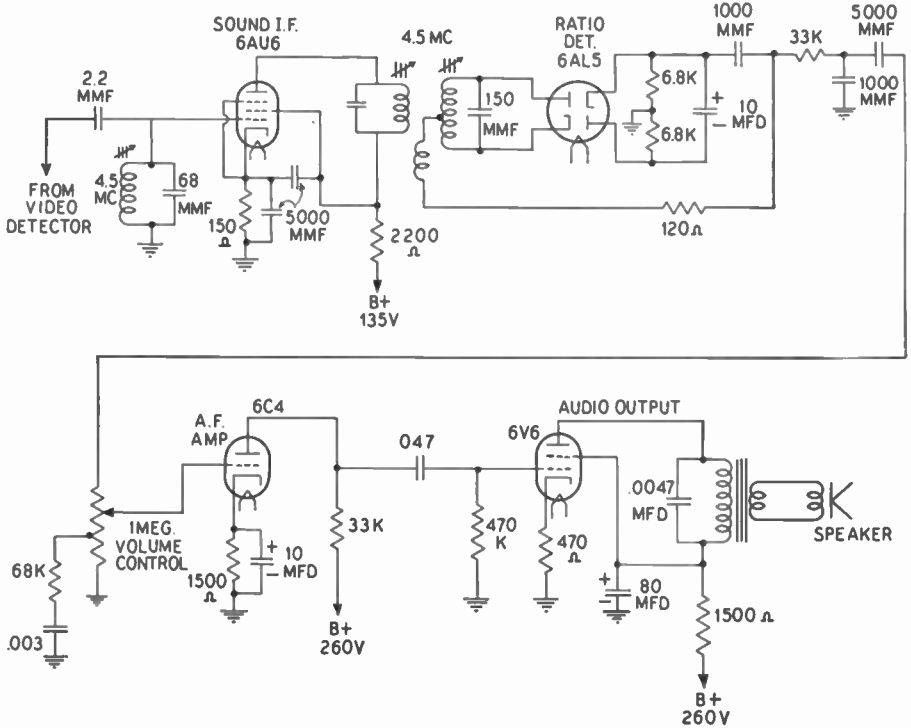 SOUND I.F.
6AU6
2.2
MMF
FROM
VIDEO
DETECTOR
4.5
MC
68
MMF
150
Ω
5000
MMF
2200
Ω
B+
135V
4.5 MC
150
MMF
RATIO
DET.
6AL5
6.8K
6.8K
+
10
- MFD
1000
MMF
33K
5000
MMF
1000
MMF
120Ω
A.F.
AMP
6C4
1 MEG.
VOLUME
CONTROL
68K
.003
1500
Ω
+
10
- MFD
33K
B+
260V
047
470
K
AUDIO OUTPUT
6V6
470
Ω
+
-
80
MFD
.0047
MFD
SPEAKER
1500 Ω
B+
260V